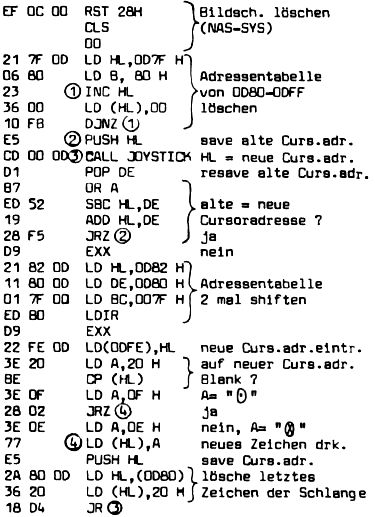 EF 0C 00 RST 28H Bildsch. löschen
CLS (NAS-SYS)
00
21 7F 0D LD HL,0D7F H
06 80 LD B, 80 H Adressentabelle
23 ① INC HL von 0D80-0DFF
36 00 LD (HL),00 löschen
10 FB DJNZ ①
E5 ② PUSH HL save alte Curs.adr.
CD 00 0D ③ CALL JOYSTICK HL = neue Curs.adr.
D1 POP DE resave alte Curs.adr.
B7 OR A
ED 52 SBC HL,DE alte = neue
19 ADD HL,DE Cursoradresse ?
28 F5 JRZ ② ja
D9 EXX nein
21 82 0D LD HL,0D82 H
11 80 0D LD DE,0D80 H Adressentabelle
01 7F 00 LD BC,007F H 2 mal shiften
ED B0 LDIR
D9 EXX
22 FE 0D LD(0DFE),HL neue Curs.adr.eintr.
3E 20 LD A,20 H auf neuer Curs.adr.
BE CP (HL) Blank ?
3E 0F LD A,0F H A= " "
28 02 JRZ ④ ja
3E 0E LD A,0E H nein, A= " "
77 ④ LD (HL),A neues Zeichen drk.
E5 PUSH HL save Curs.adr.
2A 80 0D LD HL,(0D80) lösche letztes
36 20 LD (HL),20 H Zeichen der Schlange
18 D4 JR ③